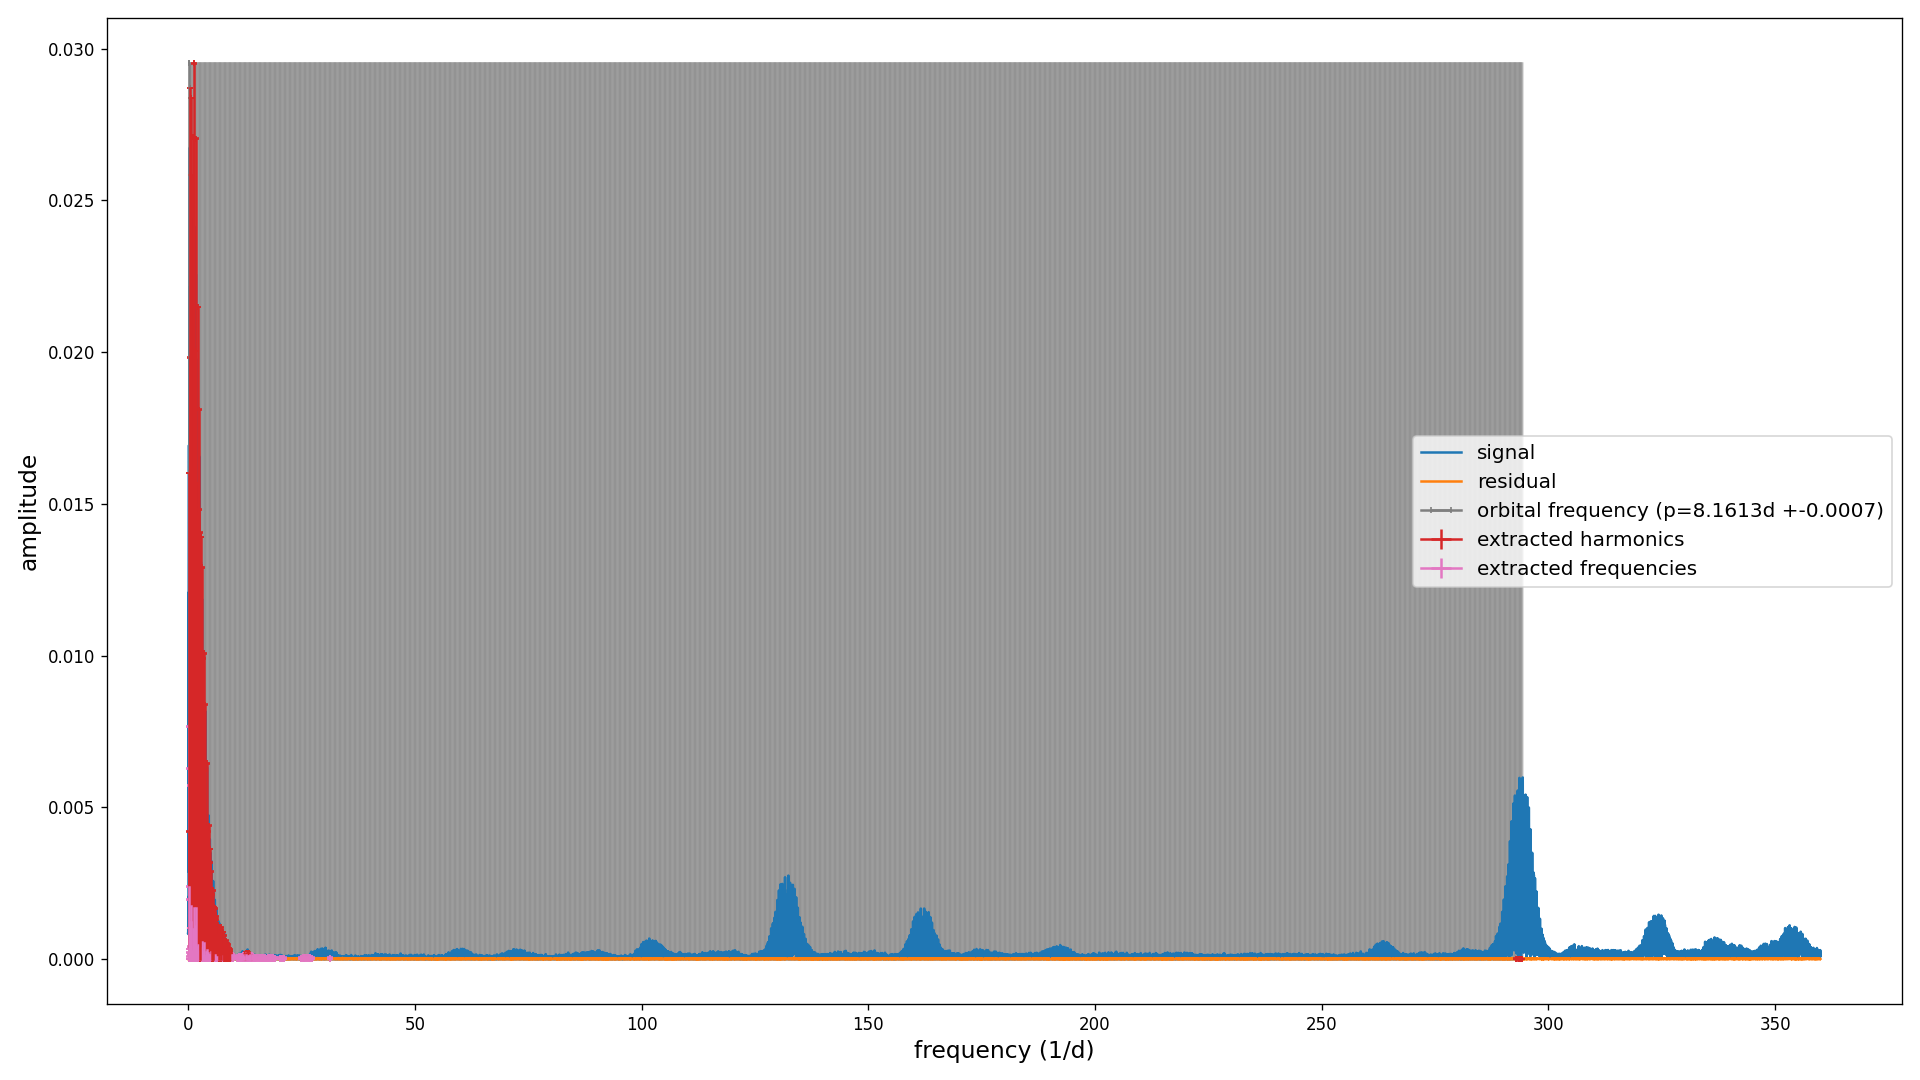 0.030
0.025
0.020
0.015
0.010
0.005
0.000
amplitude
0
50
100
150
200
250
300
350
frequency (1/d)
signal
residual
orbital frequency (p=8.1613d +-0.0007)
extracted harmonics
extracted frequencies